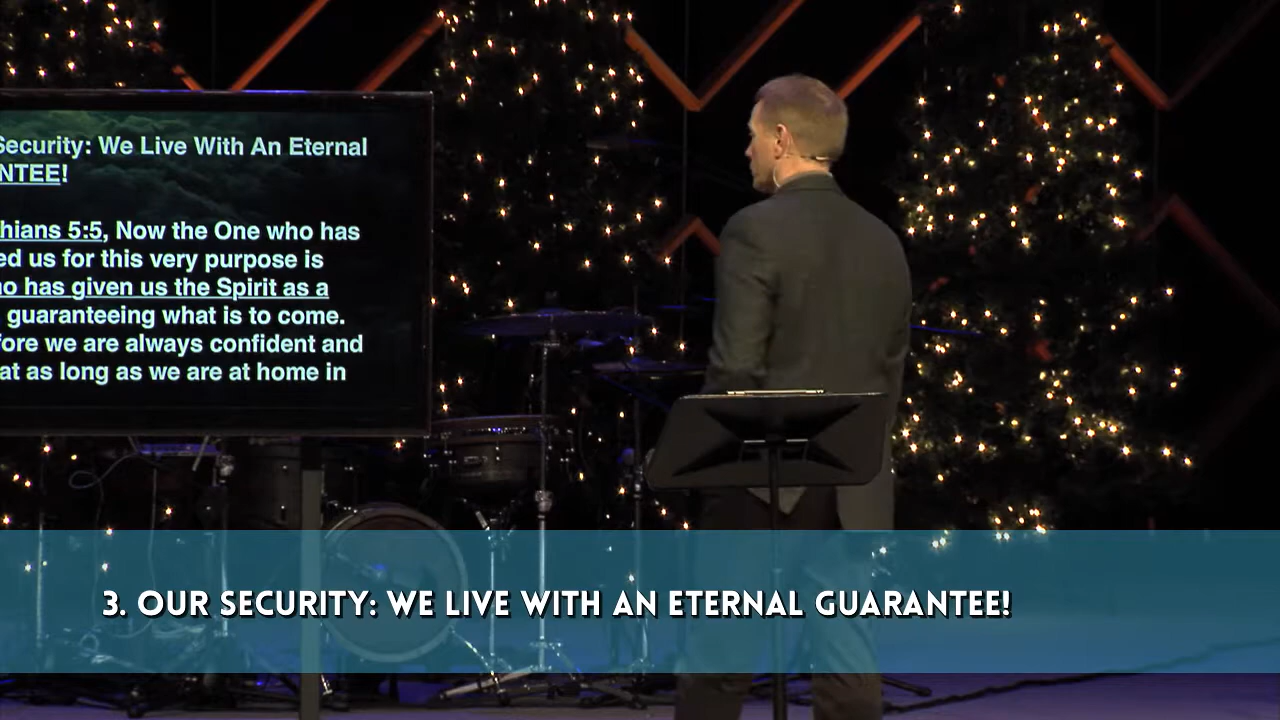 Security: We Live With An Eternal
NTEE!
hians 5:5, Now the One who has
ed us for this very purpose is
o has given us the Spirit as a
guaranteeing what is to come.
fore we are always confident and
at as long as we are at home in
3. OUR SECURITY: WE LIVE WITH AN ETERNAL GUARANTEE!